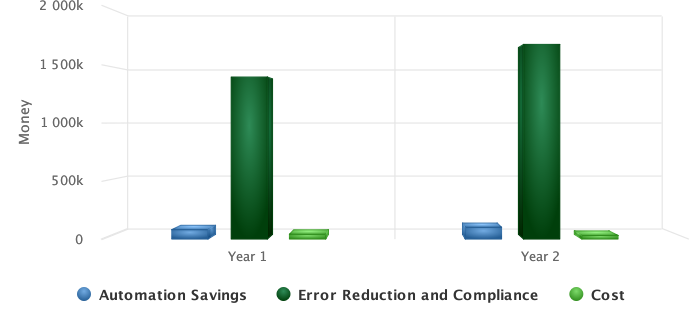 2 000k
1 500k
1 000k
500k
0
Money
Year 1
Year 2
Automation Savings
Error Reduction and Compliance
Cost